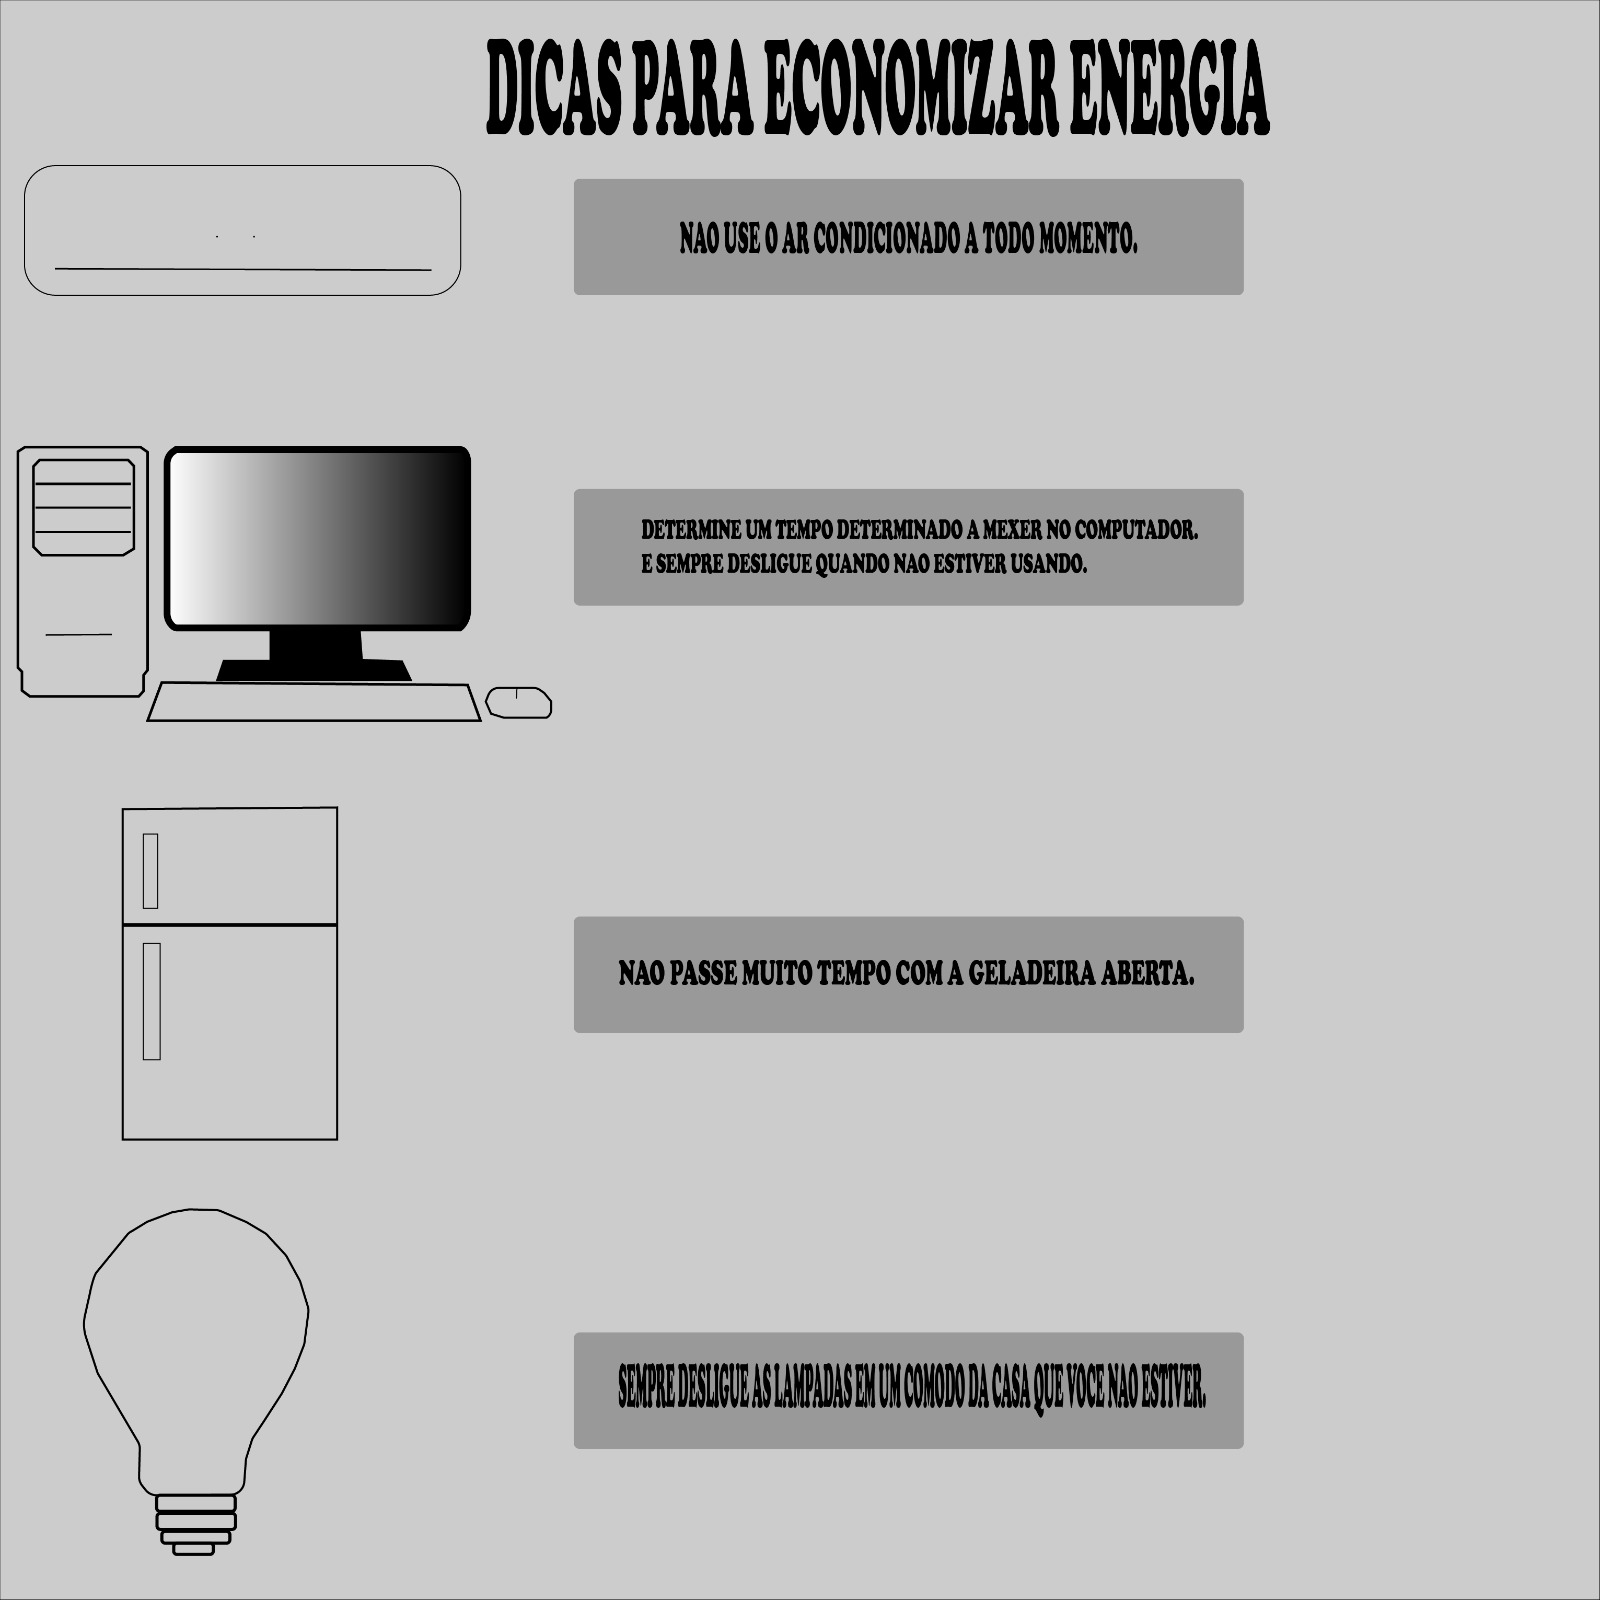 DICAS PARA ECONOMIZAR ENERGIA
NAO USE O AR CONDICIONADO A TODO MOMENTO.
DETERMINE UM TEMPO DETERMINADO A MEXER NO COMPUTADOR.
E SEMPRE DESLIGUE QUANDO NAO ESTIVER USANDO.
NAO PASSE MUITO TEMPO COM A GELADEIRA ABERTA.
SEMPRE DESLIGUE AS LAMPADAS EM UM COMODO DA CASA QUE VOCE NAO ESTIVER.